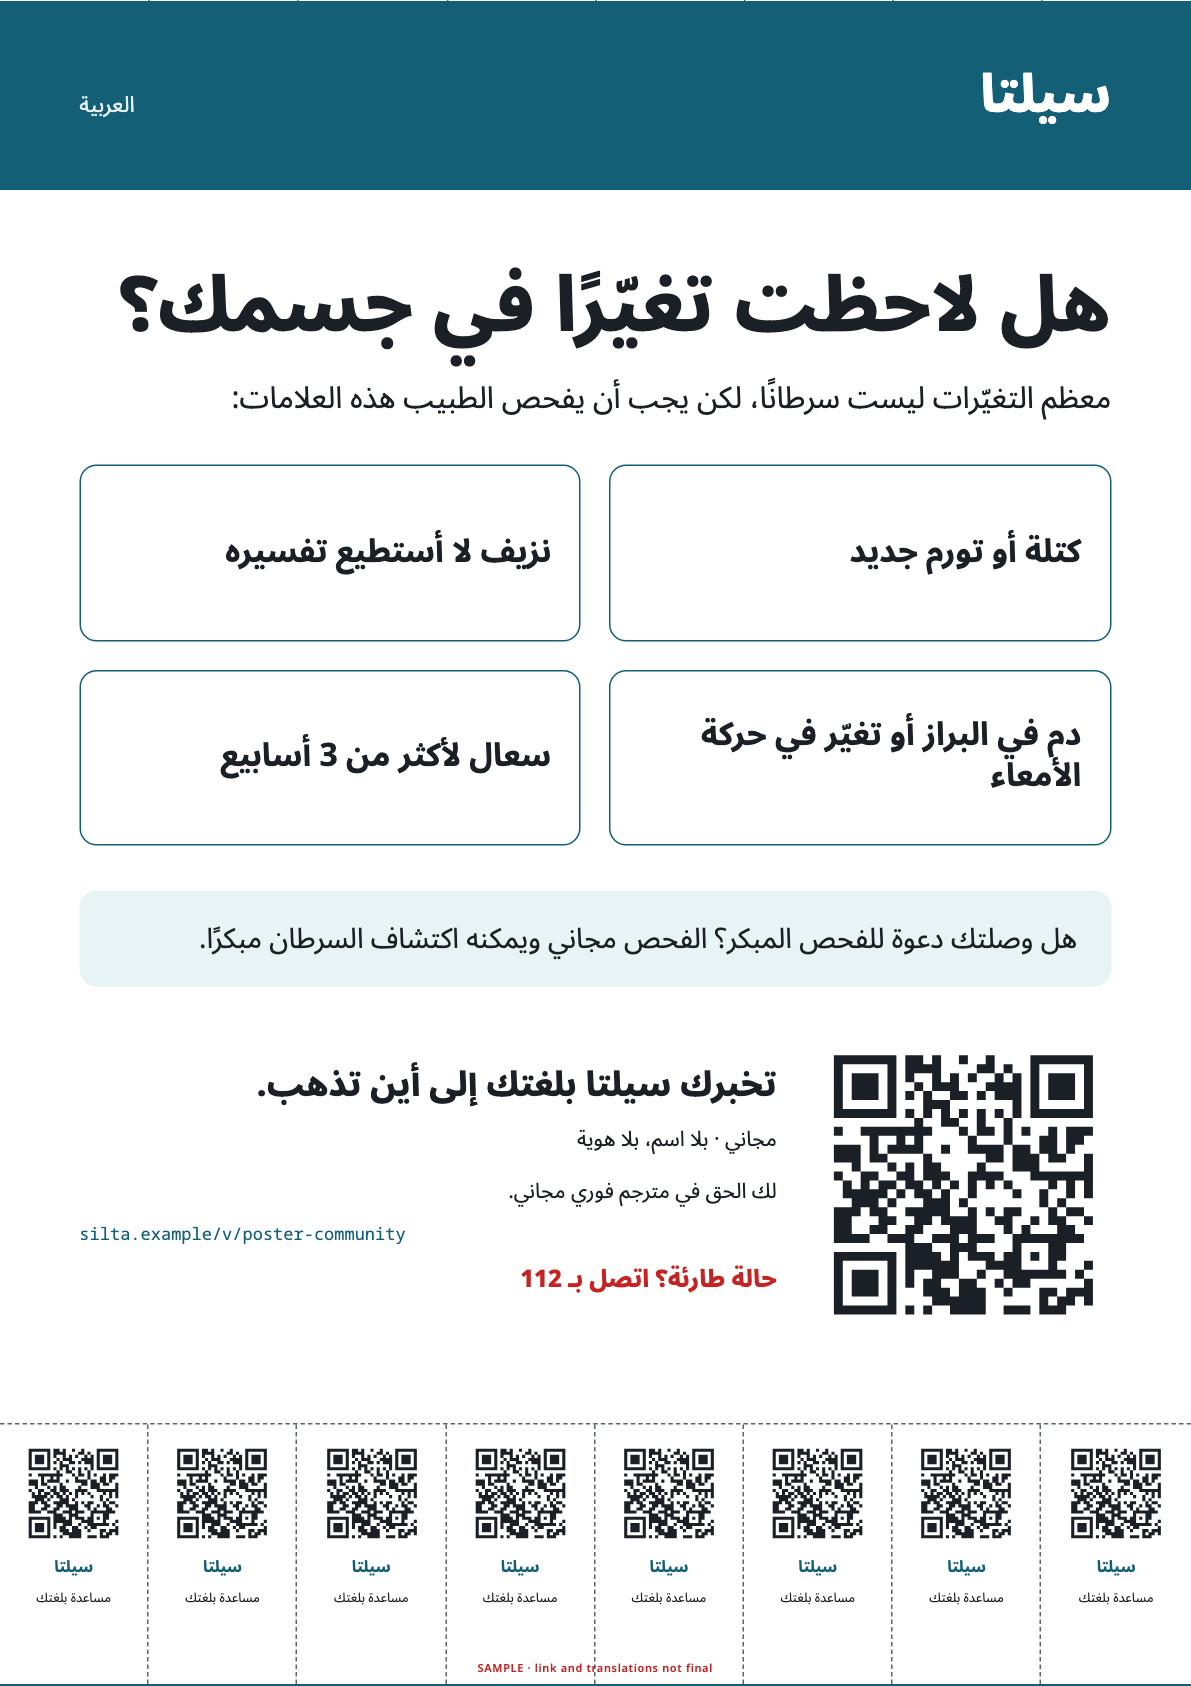 سيلتا
العربية
هل لاحظت تغيّرًا في جسمك؟
معظم التغيّرات ليست سرطانًا، لكن يجب أن يفحص الطبيب هذه العلامات:
كتلة أو تورم جديد
نزيف لا أستطيع تفسيره
دم في البراز أو تغيّر في حركة
الأمعاء
سعال لأكثر من 3 أسابيع
هل وصلتك دعوة للفحص المبكر؟ الفحص مجاني ويمكنه اكتشاف السرطان مبكرًا.
تخبرك سيلتا بلغتك إلى أين تذهب.
مجاني · بلا اسم، بلا هوية
لك الحق في مترجم فوري مجاني.
silta.example/v/poster-community
حالة طارئة؟ اتصل بـ 112
سيلتا
مساعدة بلغتك
سيلتا
مساعدة بلغتك
سيلتا
مساعدة بلغتك
سيلتا
مساعدة بلغتك
سيلتا
مساعدة بلغتك
سيلتا
مساعدة بلغتك
سيلتا
مساعدة بلغتك
سيلتا
مساعدة بلغتك
SAMPLE · link and translations not final